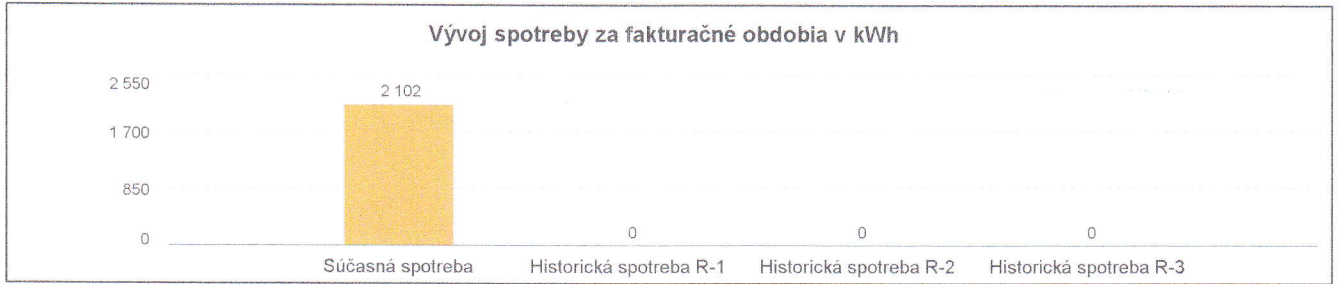 Vývoj spotreby za fakturačné obdobia v kWh
2 550
2 102
1 700
850
0
0
0
0
Súčasná spotreba
Historická spotreba R-1
Historická spotreba R-2
Historická spotreba R-3